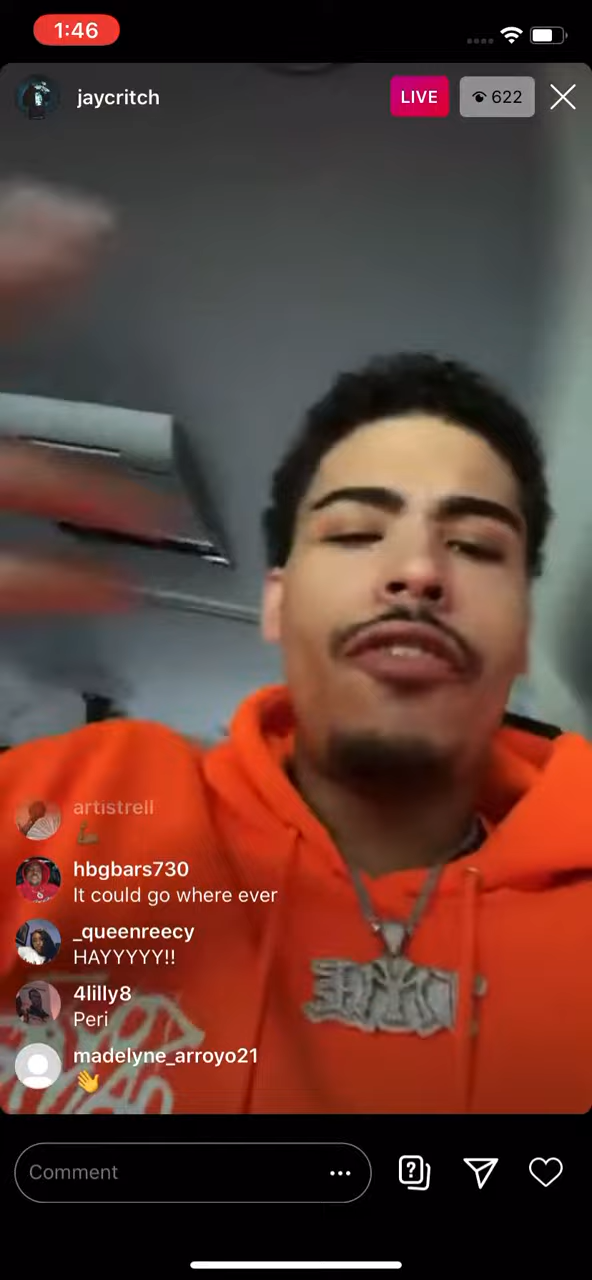 1:46
jaycritch
LIVE
622
artistrell
hbgbars730
It could go where ever
_queenreecy
HAYYYYY!!
4lilly8
Peri
madelyne_arroyo21
Comment